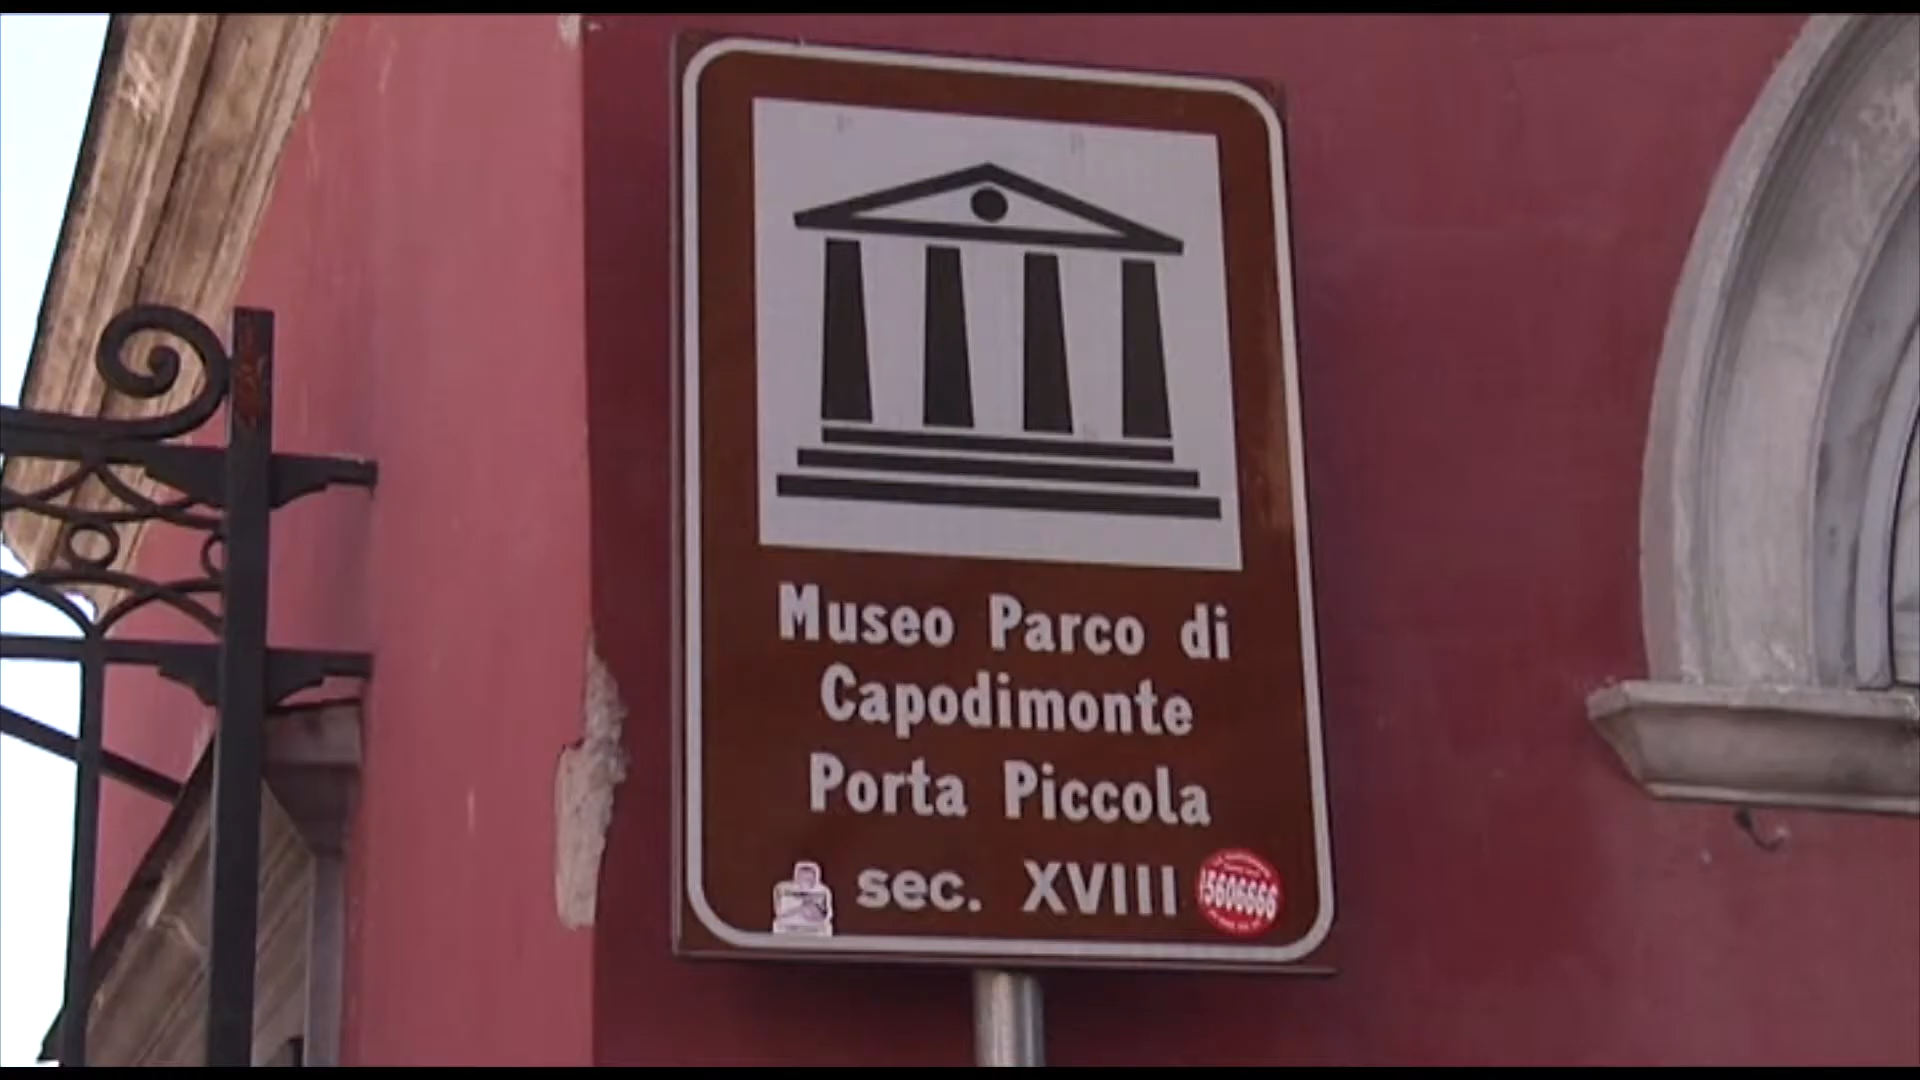 Museo Parco di
Capodimonte
Porta Piccola
sec. XVIII
5606666